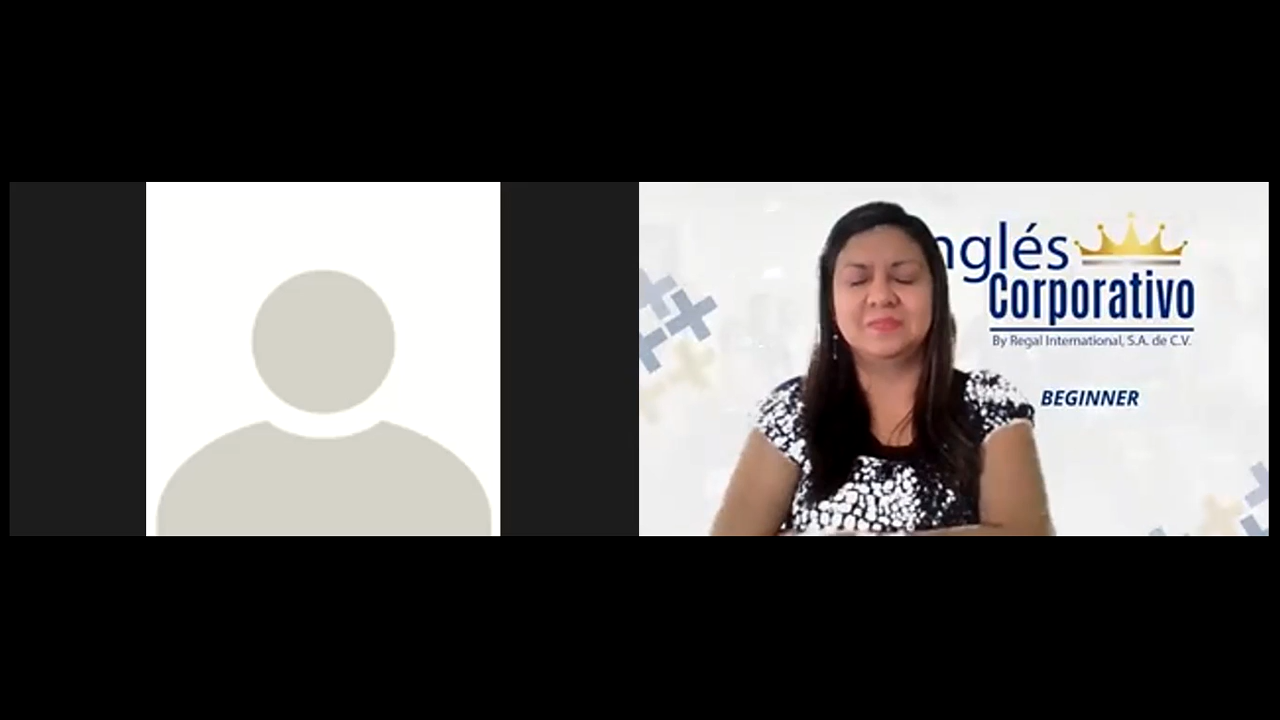 nglés
Corporativo
By Regal International, S.A. de C.V.
BEGINNER